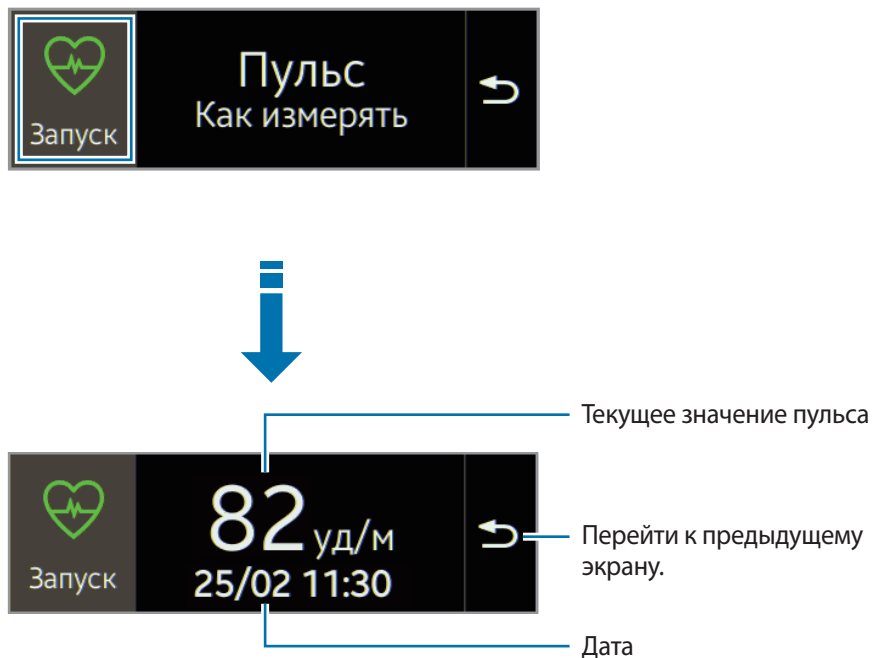 Пульс
Как измерять
Запуск
Текущее значение пульса
82 уд/м
Перейти к предыдущему
экрану.
Запуск
25/02 11:30
Дата